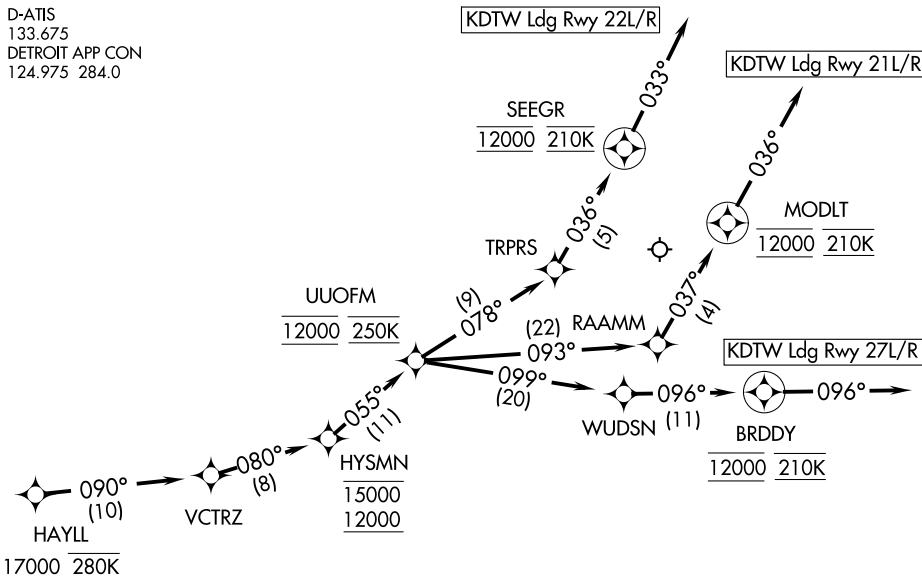 D-ATIS
133.675
DETROIT APP CON
124.975 284.0
KDTW Ldg Rwy 22L/R
033°
KDTW Ldg Rwy 21L/R
036°
SEEGR
12000 210K
036°
(5)
MODLT
12000 210K
TRPRS
037°
(4)
UUOFM
12000 250K
(9)
078°
(22)
093°
RAAMM
KDTW Ldg Rwy 27L/R
099°
(20)
055°
(11)
WUDSN
096°
(11)
096°
BRDDY
12000 210K
HYSMN
15000
12000
080°
(8)
090°
(10)
VCTRZ
HAYLL
17000 280K